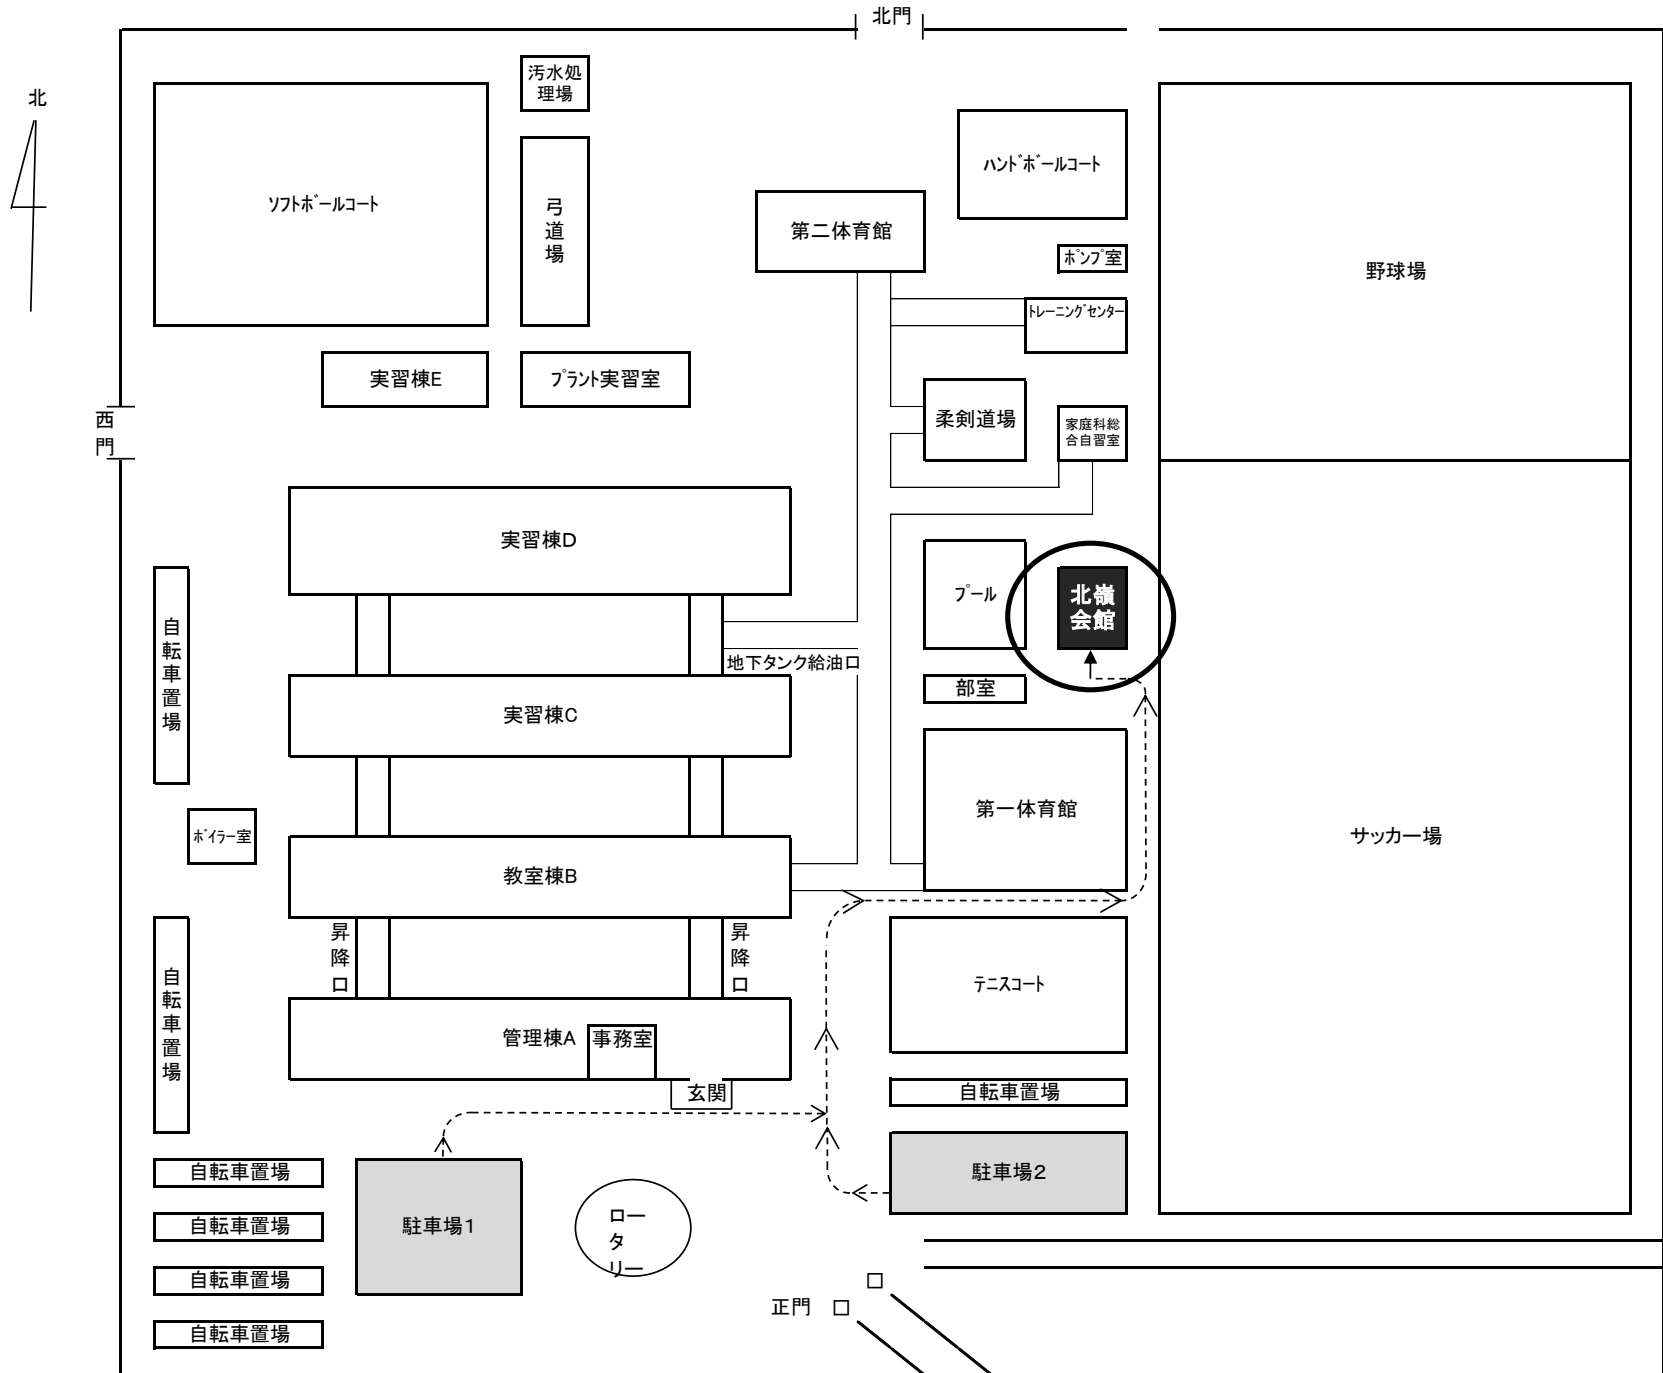 北門
汚水処
理場
北
ﾊﾝﾄﾞﾎﾞｰﾙｺｰﾄ
ｿﾌﾄﾎﾞｰﾙｺｰﾄ
弓道場
第二体育館
ﾎﾟﾝﾌﾟ室
野球場
ﾄﾚｰﾆﾝｸﾞｾﾝﾀｰ
実習棟E
ﾌﾟﾗﾝﾄ実習室
西門
柔剣道場
家庭科総
合自習室
実習棟D
プール
北嶺
会館
自転車置場
地下タンク給油口
部室
実習棟C
第一体育館
ﾎﾞｲﾗｰ室
サッカー場
教室棟B
昇降口
昇降口
自転車置場
ﾃﾆｽｺｰﾄ
管理棟A
事務室
玄関
自転車置場
自転車置場
駐車場2
自転車置場
駐車場1
ロー
タ
リー
自転車置場
正門
自転車置場